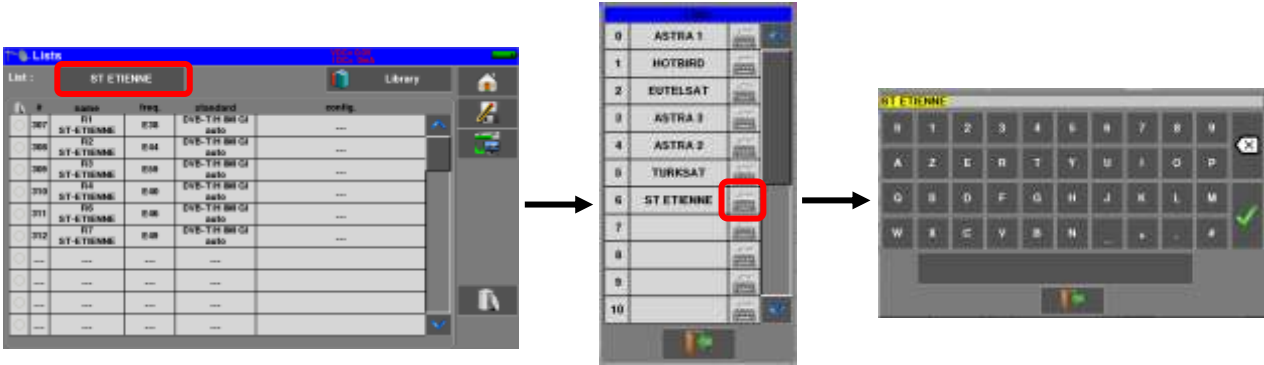 Lists
List :
ST ETIENNE
Library
# name freq. standard config.
307 R1 ST-ETIENNE E38 DVB-T/H 8M GI auto ---
308 R2 ST-ETIENNE E44 DVB-T/H 8M GI auto ---
309 R3 ST-ETIENNE E59 DVB-T/H 8M GI auto ---
310 R4 ST-ETIENNE E40 DVB-T/H 8M GI auto ---
311 R6 ST-ETIENNE E46 DVB-T/H 8M GI auto ---
312 R7 ST-ETIENNE E49 DVB-T/H 8M GI auto ---
--- --- --- --- ---
--- --- --- --- ---
--- --- --- --- ---
--- --- --- --- ---
0 ASTRA 1
1 HOTBIRD
2 EUTELSAT
3 ASTRA 3
4 ASTRA 2
5 TURKSAT
6 ST ETIENNE
7
8
9
10
ST ETIENNE
0 1 2 3 4 5 6 7 8 9
A Z E R T Y U I O P
Q S D F G H J K L M
W X C V B N _ + . #